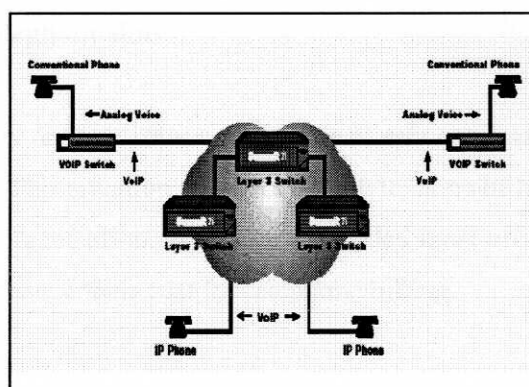 Conventional Phone
Conventional Phone
Analog Voice
Analog Voice
VOIP Switch
VoIP
Layer 3 Switch
VoIP
VOIP Switch
Layer 3 Switch
Layer 3 Switch
VoIP
IP Phone
IP Phone